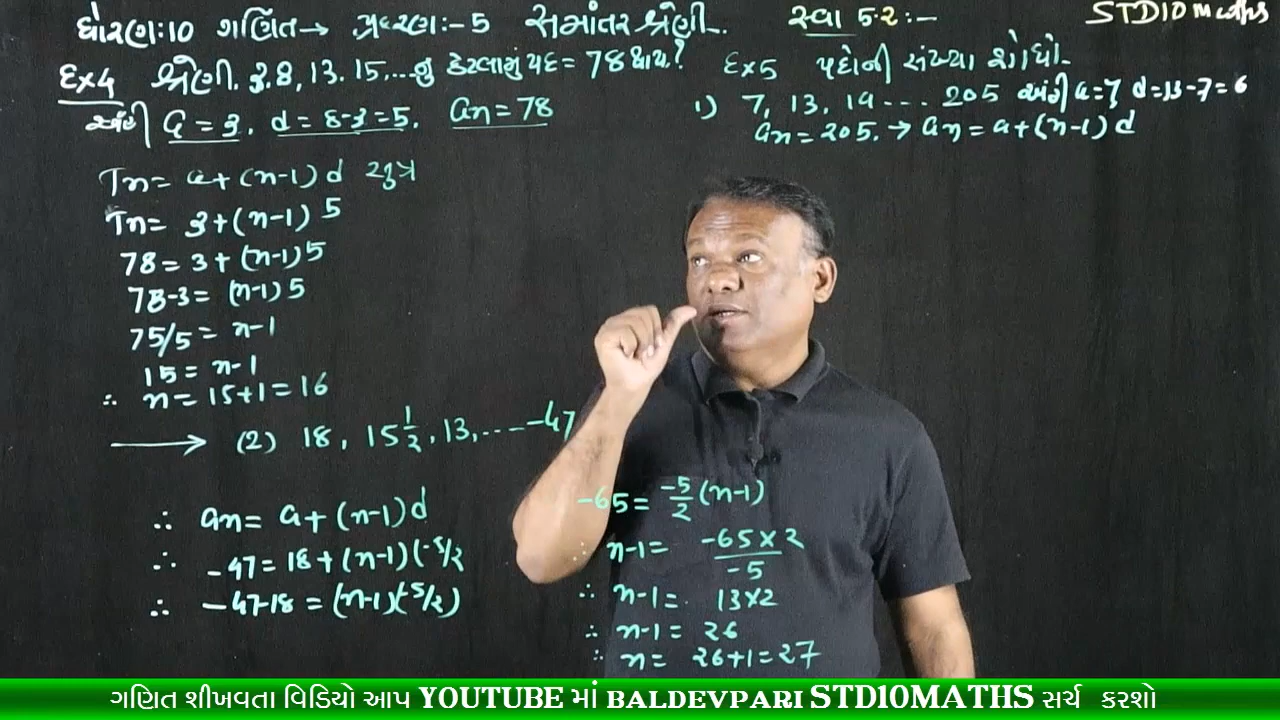 ધોરણ:10 ગણિત → પ્રકરણ:-5 સમાંતર શ્રેણી. સ્વા 5.2:-
STD10 Maths
Ex4 શ્રેણી. 3,8,13,15,...નું કેટલામું પદ = 78 થાય?
અહીં a = 3. d = 8-3=5. an = 78
Tn = a+(n-1)d સુત્ર
Tn = 3+(n-1)5
78 = 3+(n-1)5
78-3 = (n-1)5
75/5 = n-1
15 = n-1
∴ n = 15+1 = 16
Ex5 પદોની સંખ્યા શોધો.
1) 7, 13, 19 ... 205 અહીં a=7 d=13-7=6
an = 205. → an = a+(n-1)d
→ (2) 18, 15 1/2, 13, ... -47
∴ an = a+(n-1)d
∴ -47 = 18+(n-1)(-5/2
∴ -47-18 = (n-1)(-5/2)
-65 = -5/2 (n-1)
∴ n-1 = -65×2/-5
∴ n-1 = 13×2
∴ n-1 = 26
∴ n = 26+1 = 27
ગણિત શીખવતા વિડિયો આપ YOUTUBE માં BALDEVPARI STD10MATHS સર્ચ કરશો